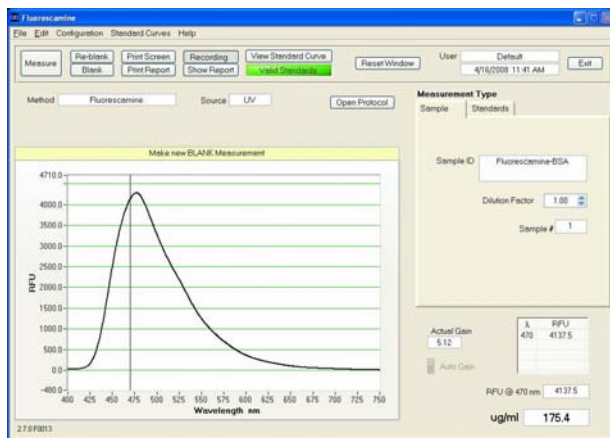 Fluorescamine
File Edit Configuration Standard Curves Help
Measure
Re-blank
Blank
Print Screen
Print Report
Recording
Show Report
View Standard Curve
Valid Standards
Reset Window
User Default
4/16/2008 11:41 AM
Exit
Method Fluorescamine Source UV Open Protocol
Measurement Type
Sample Standards
Sample ID Fluorescamine-BSA
Dilution Factor 1.00
Sample # 1
Make new BLANK Measurement
4710.0
4000.0
3500.0
3000.0
2500.0
2000.0
1500.0
1000.0
500.0
0.0
-480.0
RFU
400 425 450 475 500 525 550 575 600 625 650 675 700 725 750
Wavelength nm
Actual Gain
5.12
Auto Gain
λ RFU
470 4137.5
RFU @ 470 nm 4137.5
ug/ml 175.4
2.7.0 F0013